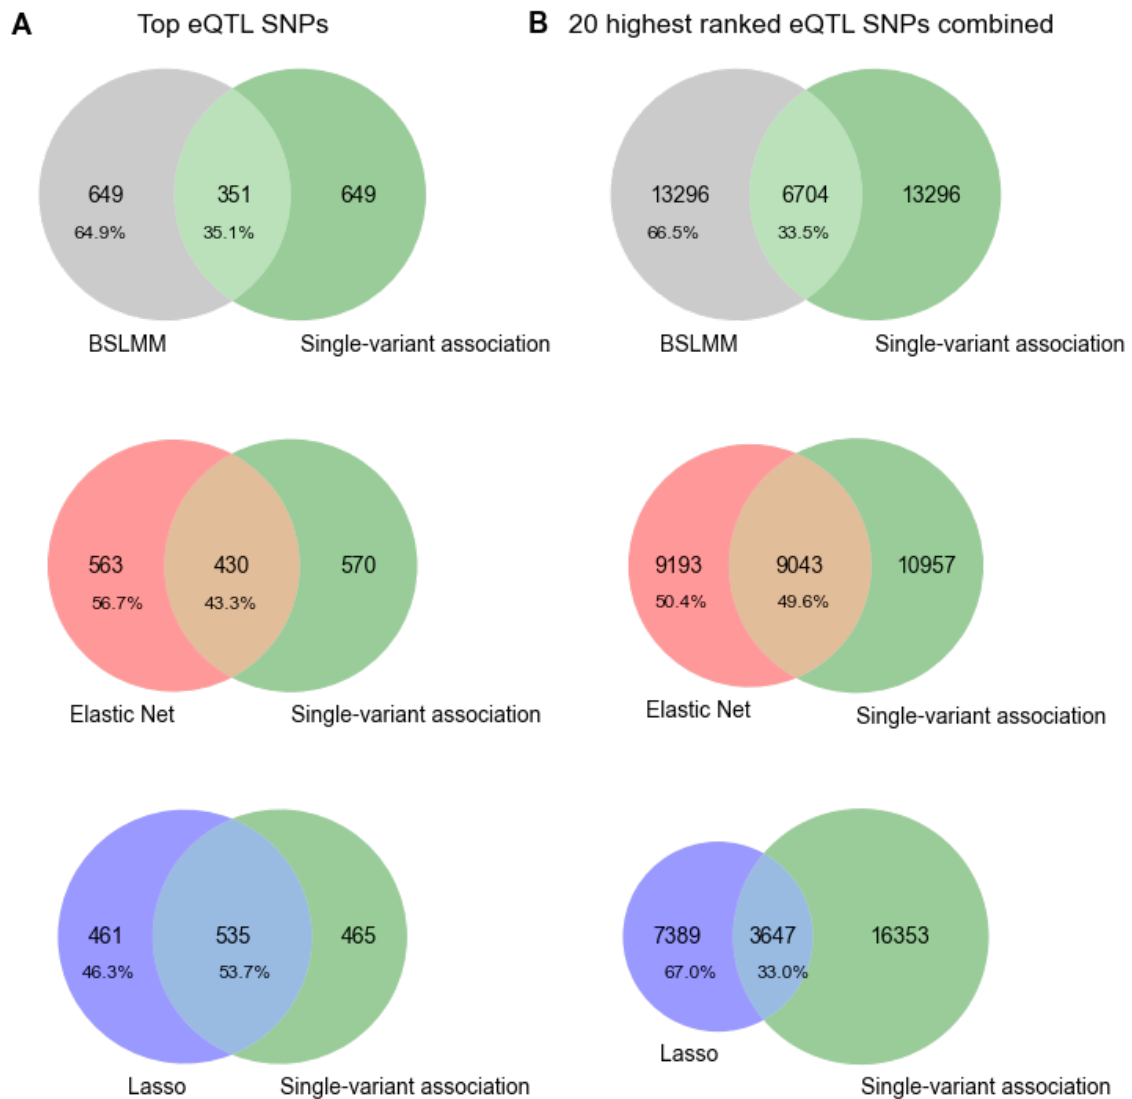 A Top eQTL SNPs
649 351 649
64.9% 35.1%
BSLMM Single-variant association
563 430 570
56.7% 43.3%
Elastic Net Single-variant association
461 535 465
46.3% 53.7%
Lasso Single-variant association
B 20 highest ranked eQTL SNPs combined
13296 6704 13296
66.5% 33.5%
BSLMM Single-variant association
9193 9043 10957
50.4% 49.6%
Elastic Net Single-variant association
7389 3647 16353
67.0% 33.0%
Lasso
Single-variant association